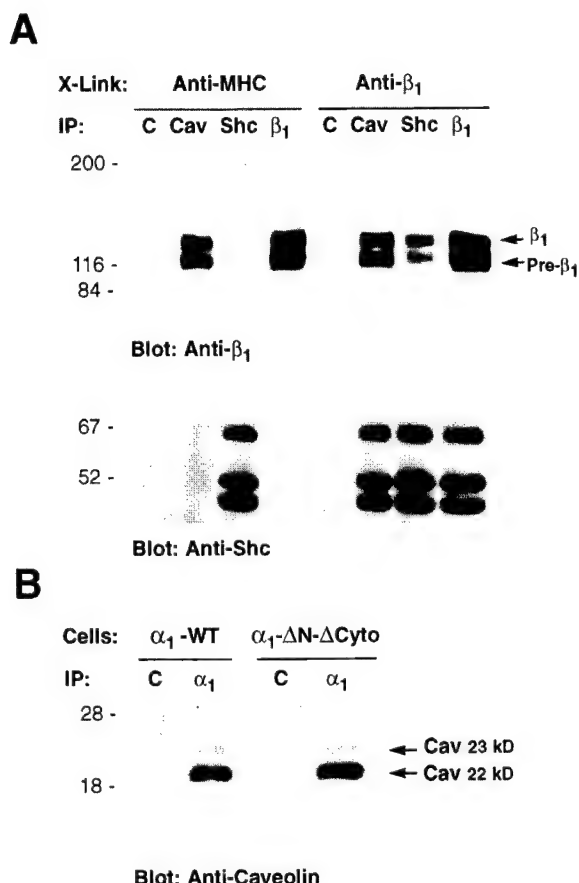 A
X-Link: Anti-MHC Anti-β1
IP: C Cav Shc β1 C Cav Shc β1
200 -
β1
116 -
Pre-β1
84 -
Blot: Anti-β1
67 -
52 -
Blot: Anti-Shc
B
Cells: α1 -WT α1-ΔN-ΔCyto
IP: C α1 C α1
28 -
Cav 23 kD
Cav 22 kD
18 -
Blot: Anti-Caveolin